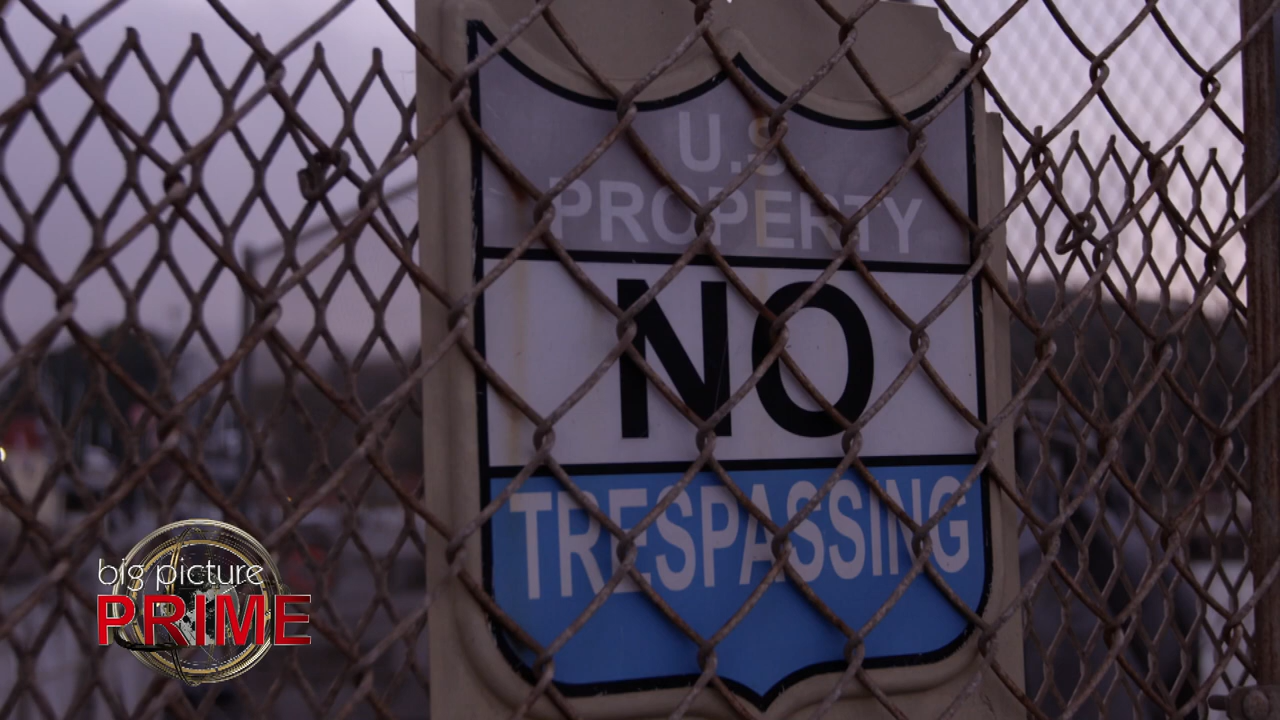 U.S
PROPERTY
NO
TRESPASSING
big picture
PRIME